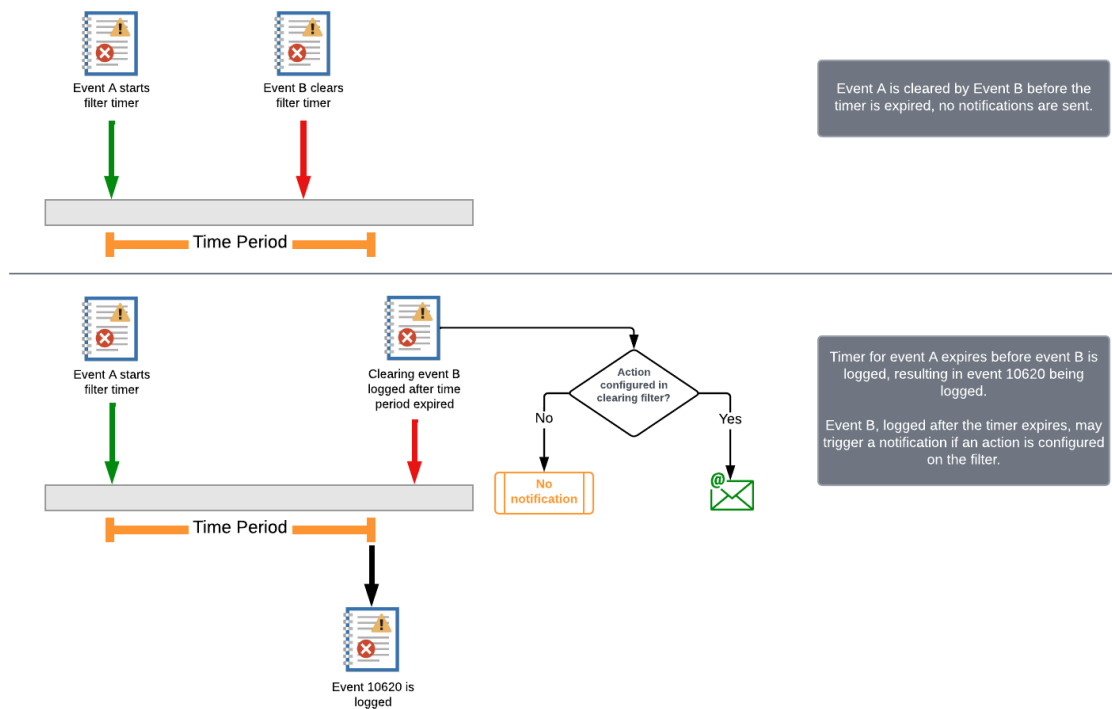 Event A starts
filter timer
Event B clears
filter timer
Event A is cleared by Event B before the
timer is expired, no notifications are sent.
Time Period
Event A starts
filter timer
Clearing event B
logged after time
period expired
Action
configured in
clearing filter?
No
Yes
No
notification
@
Timer for event A expires before event B is
logged, resulting in event 10620 being
logged.
Event B, logged after the timer expires, may
trigger a notification if an action is configured
on the filter.
Time Period
Event 10620 is
logged